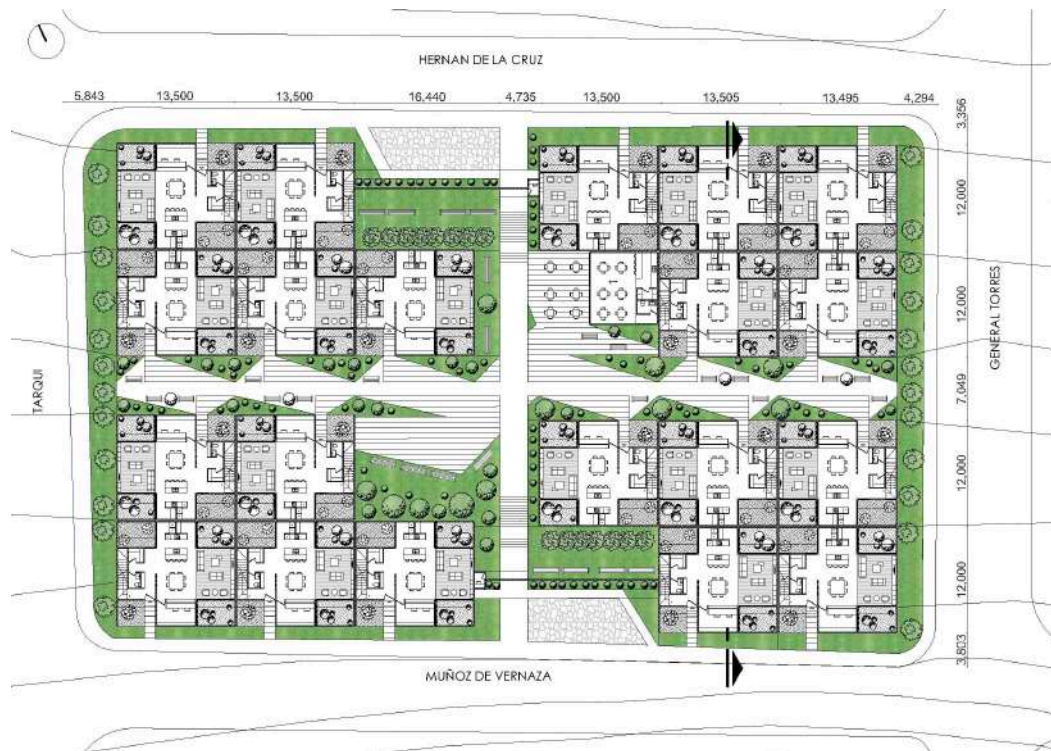 HERNAN DE LA CRUZ
5,843 13,500 13,500 16,440 4,735 13,500 13,505 13,495 4,294
3,356
12,000
12,000
GENERAL TORRES
7,049
TARQUI
12,000
12,000
3,803
MUÑOZ DE VERNAZA